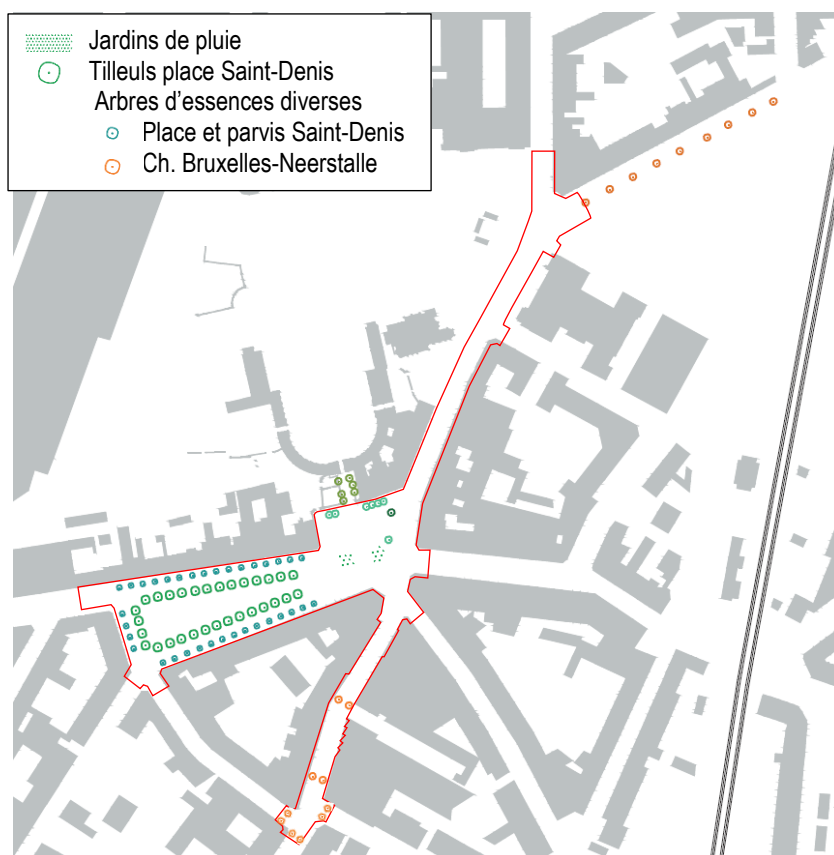 Jardins de pluie
Tilleuls place Saint-Denis
Arbres d'essences diverses
Place et parvis Saint-Denis
Ch. Bruxelles-Neerstalle